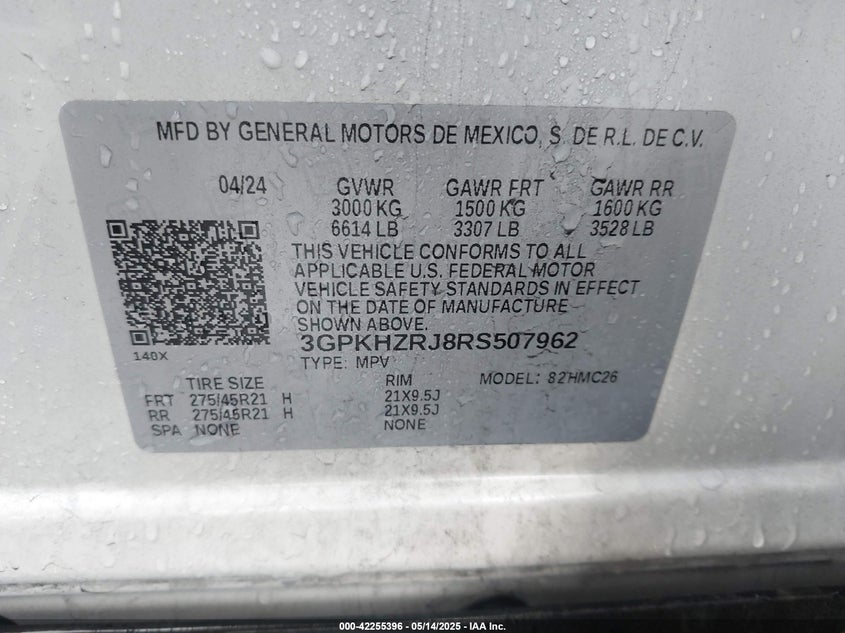 MFD BY GENERAL MOTORS DE MEXICO, S. DE R.L. DE C.V.
04/24 GVWR GAWR FRT GAWR RR
3000 KG 1500 KG 1600 KG
6614 LB 3307 LB 3528 LB
THIS VEHICLE CONFORMS TO ALL
APPLICABLE U.S. FEDERAL MOTOR
VEHICLE SAFETY STANDARDS IN EFFECT
ON THE DATE OF MANUFACTURE
SHOWN ABOVE.
3GPKHZRJ8RS507962
140X
TYPE: MPV
TIRE SIZE RIM MODEL: 82HMC26
FRT 275/45R21 H 21X9.5J
RR 275/45R21 H 21X9.5J
SPA NONE NONE
000-42255396 - 05/14/2025 - IAA Inc.